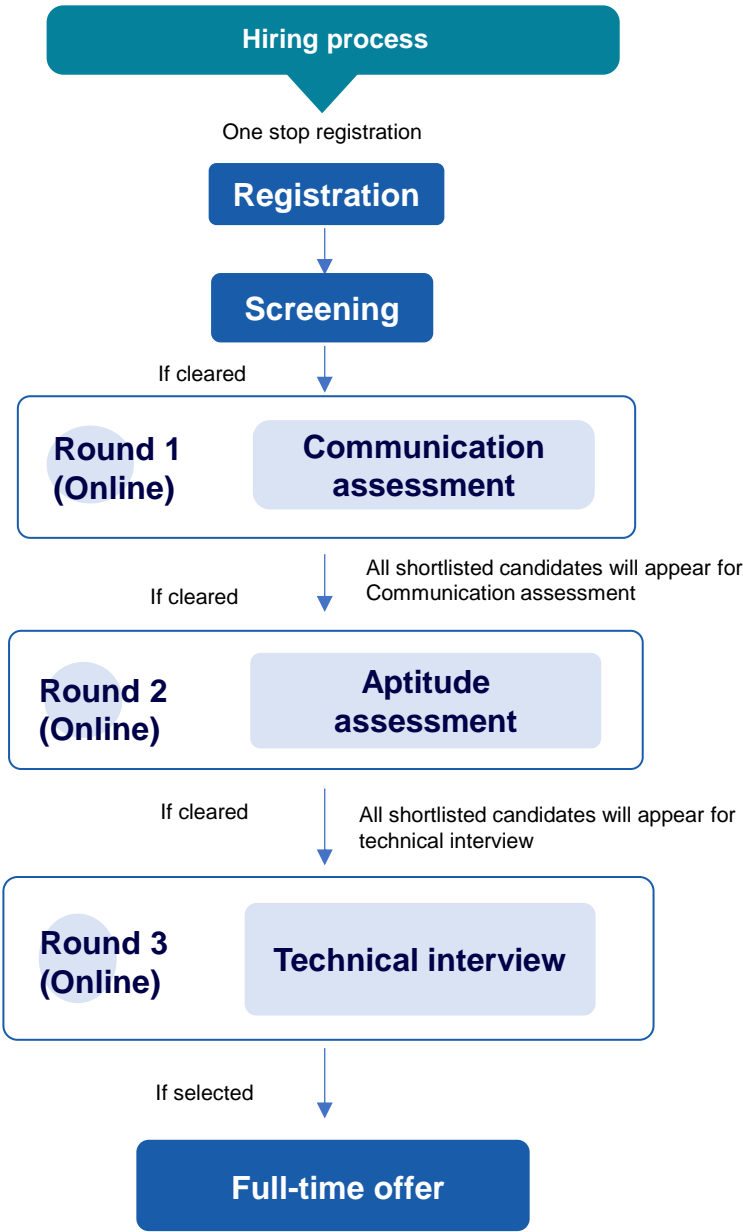 Hiring process
One stop registration
Registration
Screening
If cleared
Round 1
(Online)
Communication
assessment
If cleared
All shortlisted candidates will appear for
Communication assessment
Round 2
(Online)
Aptitude
assessment
If cleared
All shortlisted candidates will appear for
technical interview
Round 3
(Online)
Technical interview
If selected
Full-time offer